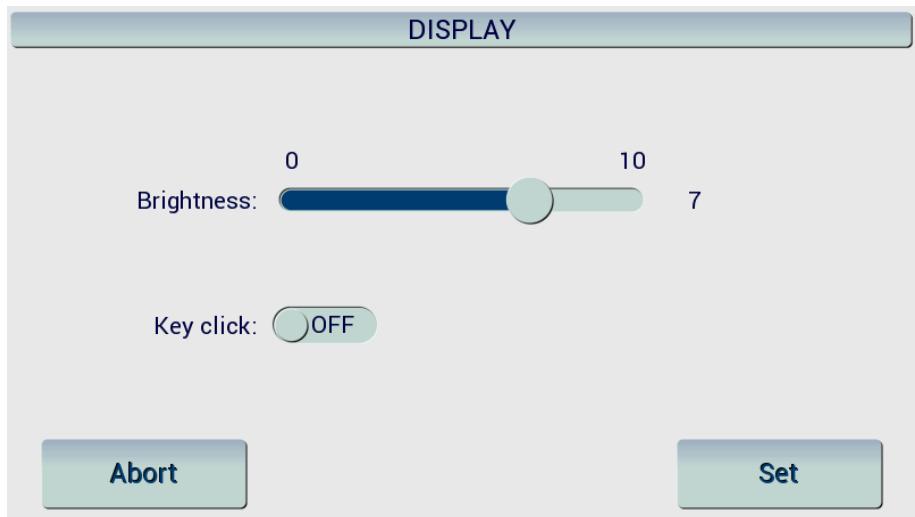 DISPLAY
0 10
Brightness: 7
Key click: OFF
Abort Set